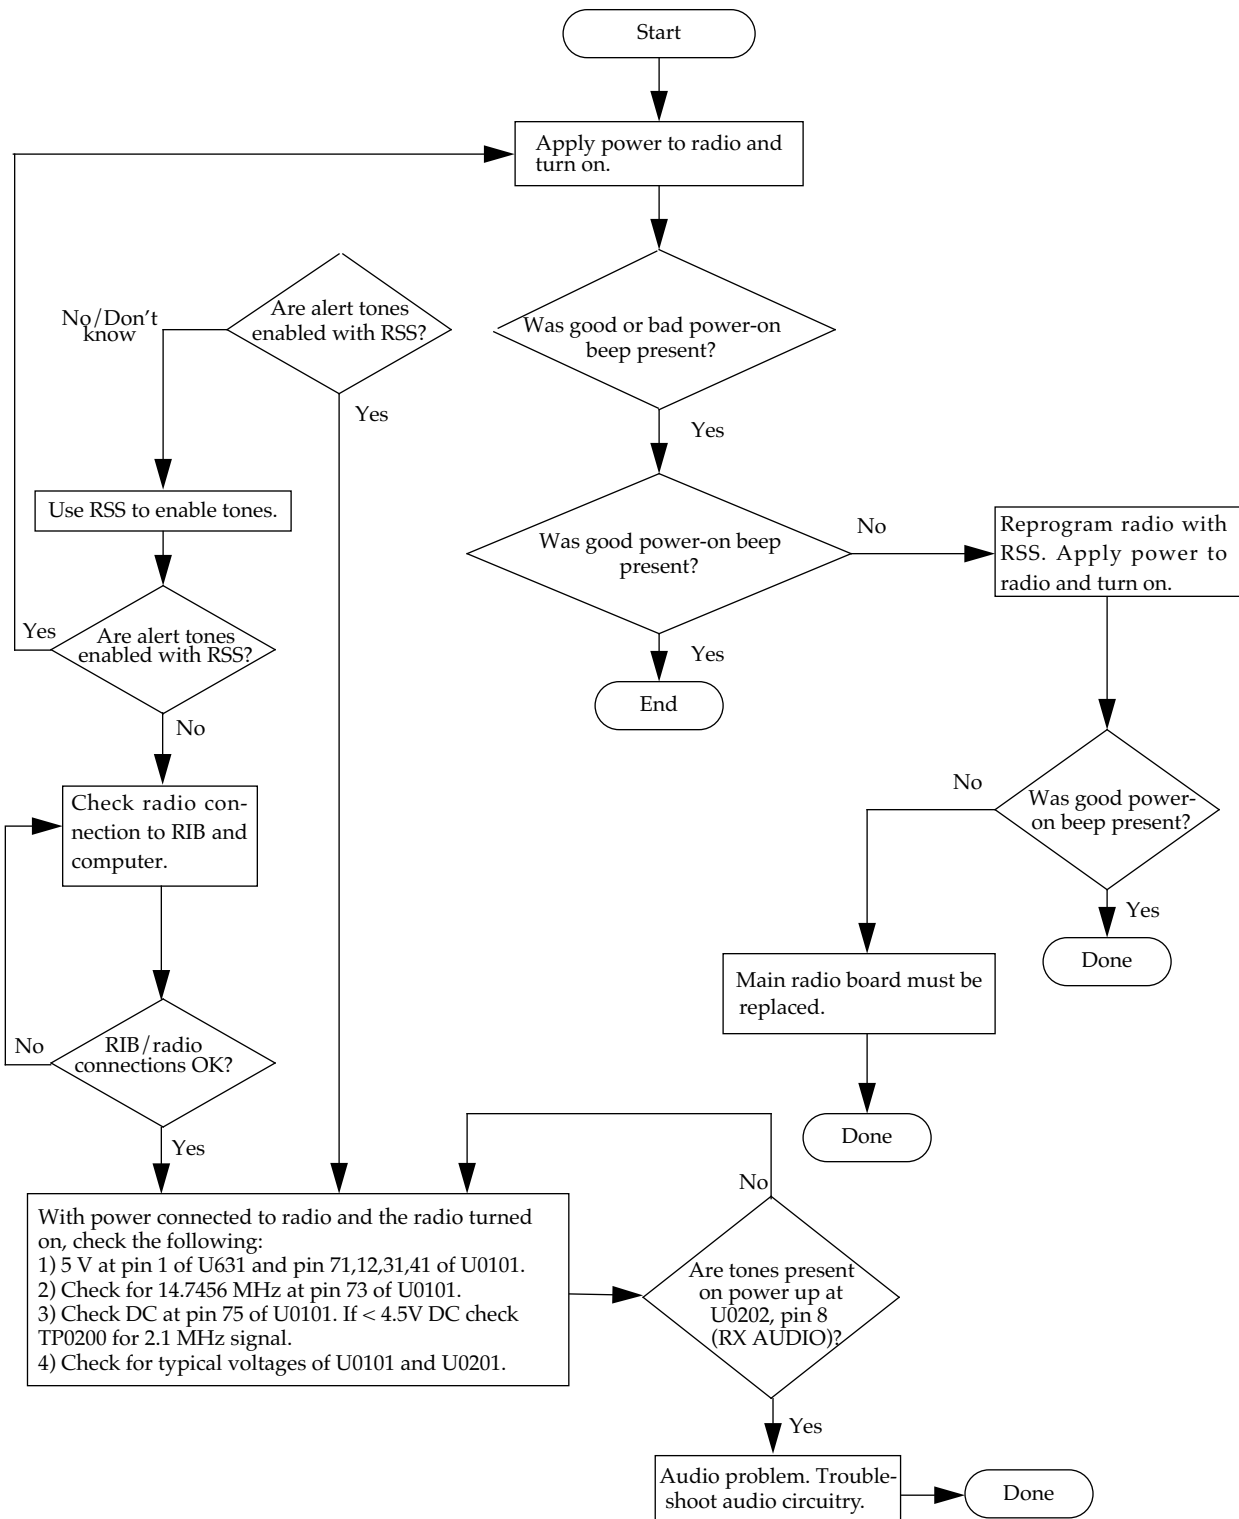 Start
Apply power to radio and
turn on.
Are alert tones
enabled with RSS?
No/Don't
know
Yes
Was good or bad power-on
beep present?
Yes
Use RSS to enable tones.
Was good power-on beep
present?
No
Reprogram radio with
RSS. Apply power to
radio and turn on.
Yes
End
Are alert tones
enabled with RSS?
Yes
No
Check radio con-
nection to RIB and
computer.
Was good power-
on beep present?
No
Yes
Done
Main radio board must be
replaced.
Done
RIB/radio
connections OK?
No
Yes
With power connected to radio and the radio turned
on, check the following:
1) 5 V at pin 1 of U631 and pin 71,12,31,41 of U0101.
2) Check for 14.7456 MHz at pin 73 of U0101.
3) Check DC at pin 75 of U0101. If < 4.5V DC check
TP0200 for 2.1 MHz signal.
4) Check for typical voltages of U0101 and U0201.
No
Are tones present
on power up at
U0202, pin 8
(RX AUDIO)?
Yes
Audio problem. Trouble-
shoot audio circuitry.
Done